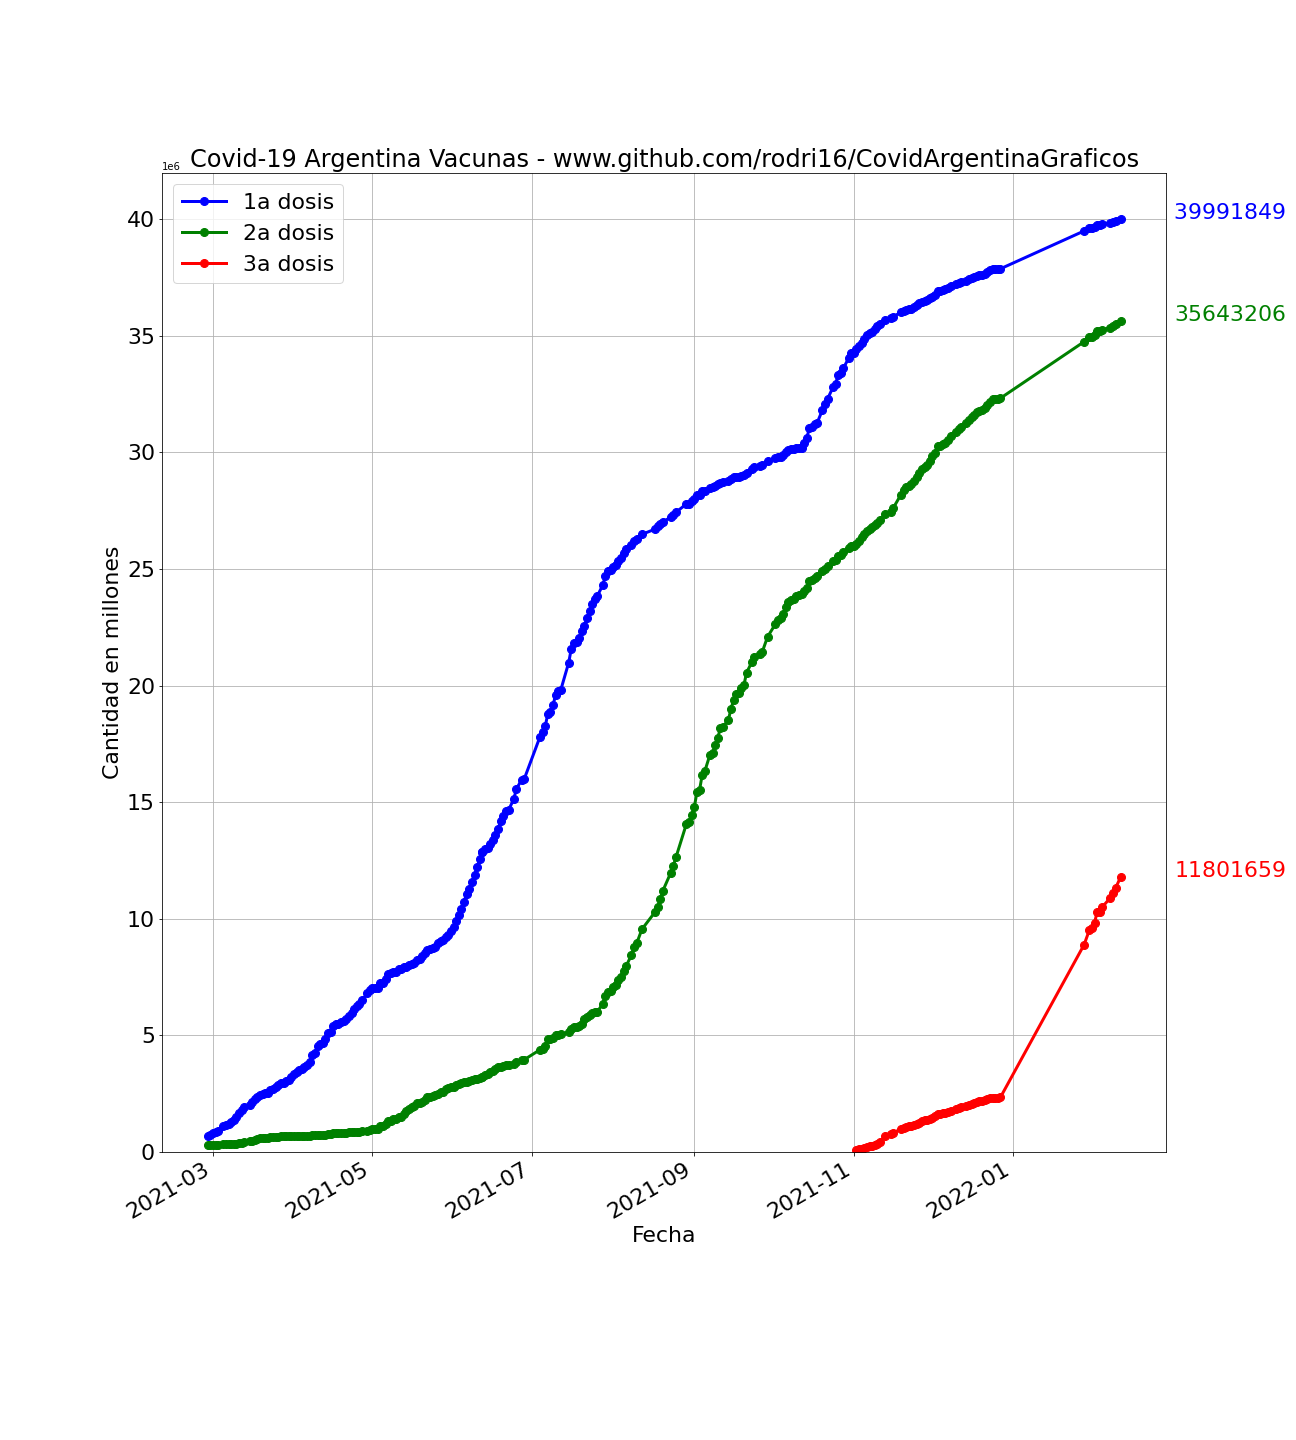 Covid-19 Argentina Vacunas - www.github.com/rodri16/CovidArgentinaGraficos
1e6
1a dosis
2a dosis
3a dosis
40
35
30
25
20
15
10
5
0
Cantidad en millones
39991849
35643206
11801659
2021-03
2021-05
2021-07
2021-09
2021-11
2022-01
Fecha